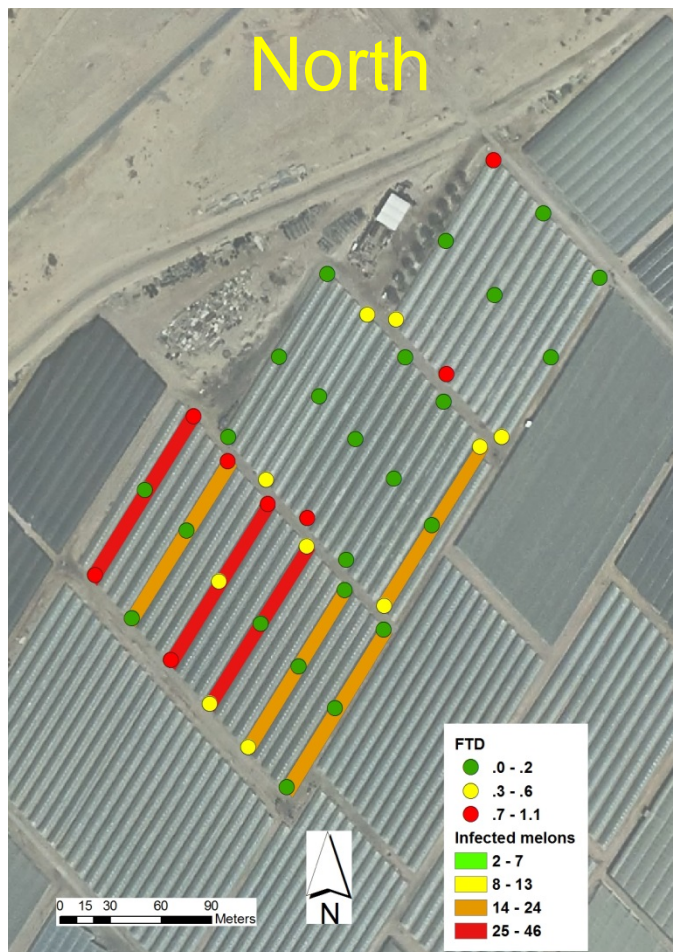 North
FTD
.0 - .2
.3 - .6
.7 - 1.1
Infected melons
2 - 7
8 - 13
14 - 24
25 - 46
0 15 30 60 90
Meters
N